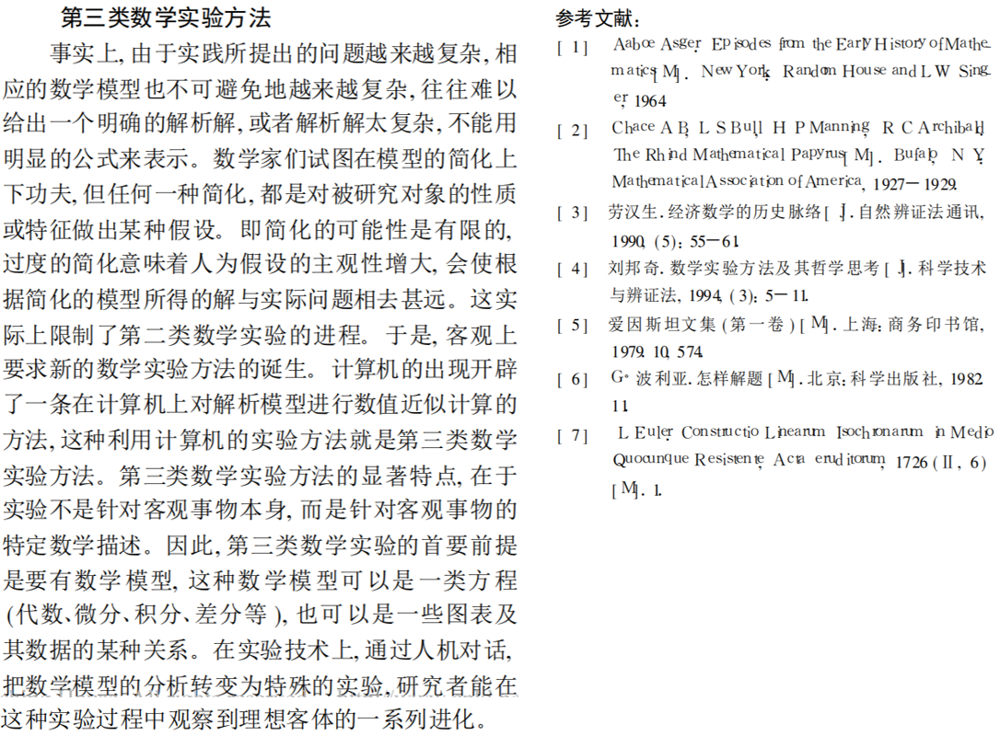 第三类数学实验方法
事实上, 由于实践所提出的问题越来越复杂, 相
应的数学模型也不可避免地越来越复杂, 往往难以
给出一个明确的解析解, 或者解析解太复杂, 不能用
明显的公式来表示。数学家们试图在模型的简化上
下功夫, 但任何一种简化, 都是对被研究对象的性质
或特征做出某种假设。即简化的可能性是有限的,
过度的简化意味着人为假设的主观性增大, 会使根
据简化的模型所得的解与实际问题相去甚远。这实
际上限制了第二类数学实验的进程。于是, 客观上
要求新的数学实验方法的诞生。计算机的出现开辟
了一条在计算机上对解析模型进行数值近似计算的
方法, 这种利用计算机的实验方法就是第三类数学
实验方法。第三类数学实验方法的显著特点, 在于
实验不是针对客观事物本身, 而是针对客观事物的
特定数学描述。因此, 第三类数学实验的首要前提
是要有数学模型, 这种数学模型可以是一类方程
(代数、微分、积分、差分等), 也可以是一些图表及
其数据的某种关系。在实验技术上, 通过人机对话,
把数学模型的分析转变为特殊的实验, 研究者能在
这种实验过程中观察到理想客体的一系列进化。
参考文献:
[1] Aaboe Asger, Episodes from the Early History of Mathe-
matics[M]. New York: Random House and L.W. Sing-
er, 1964.
[2] Chace A B, L S Bull, H P Manning, R C Archibald,
The Rhind Mathematical Papyrus[M]. Bufalo, N Y:
Mathematical Association of America, 1927—1929.
[3] 劳汉生. 经济数学的历史脉络[J]. 自然辨证法通讯,
1990, (5): 55—61.
[4] 刘邦奇. 数学实验方法及其哲学思考[J]. 科学技术
与辨证法, 1994, (3): 5—11.
[5] 爱因斯坦文集(第一卷)[M]. 上海: 商务印书馆,
1979. 10, 574.
[6] G· 波利亚. 怎样解题[M]. 北京: 科学出版社, 1982.
11.
[7] L Euler, Constructio Linearum Isochronarum in Medio
Quocunque Resistente, Acta eruditorum, 1726 (Ⅱ, 6)
[M]. 1.